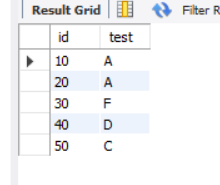 Result Grid Filter R
id test
10 A
20 A
30 F
40 D
50 C